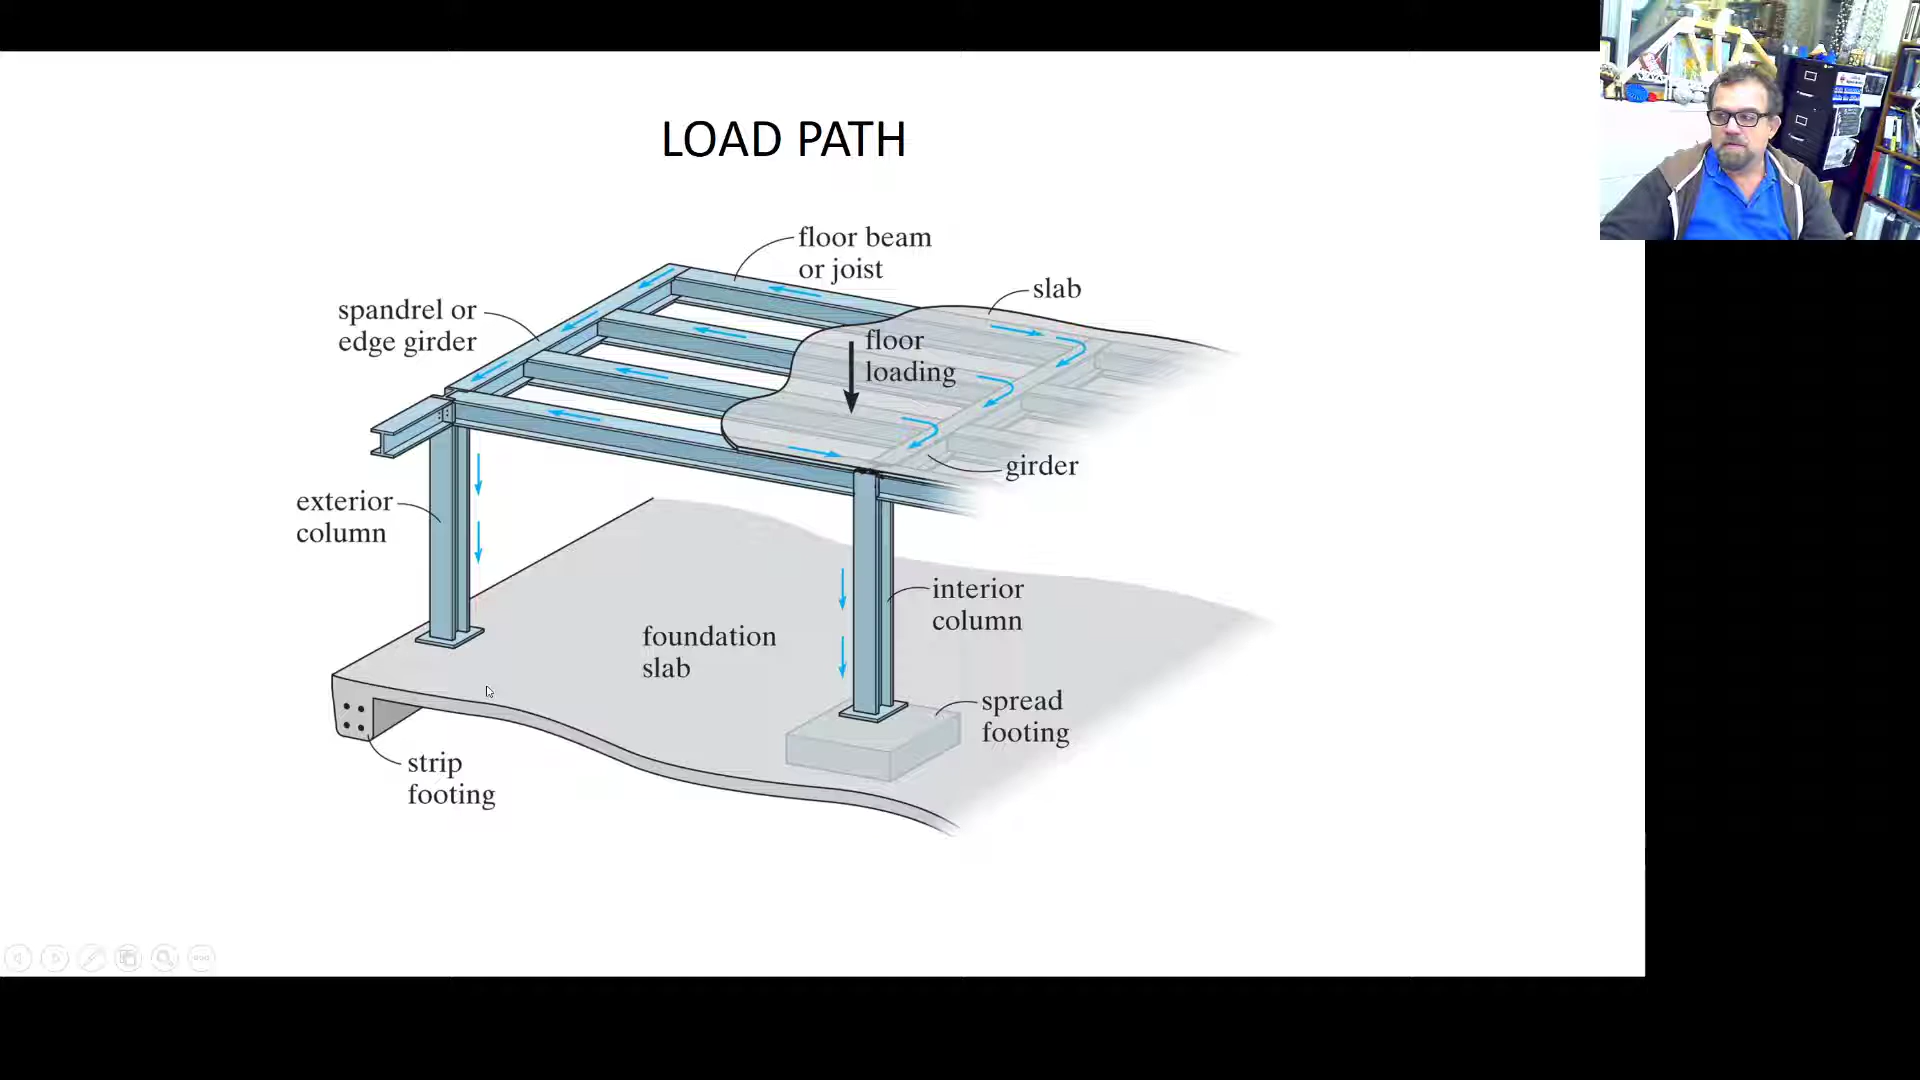 LOAD PATH
floor beam
or joist
slab
spandrel or
edge girder
floor
loading
girder
exterior
column
interior
column
foundation
slab
spread
footing
strip
footing